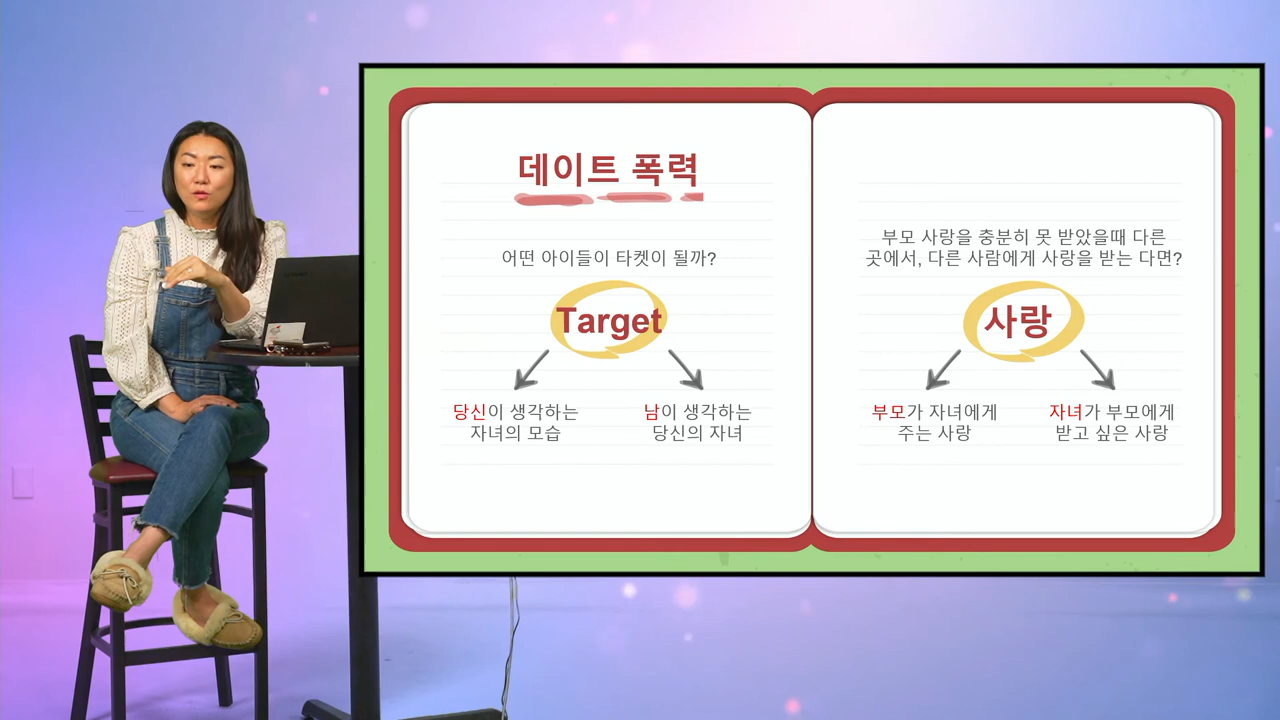 데이트 폭력
어떤 아이들이 타켓이 될까?
Target
당신이 생각하는
자녀의 모습
남이 생각하는
당신의 자녀
부모 사랑을 충분히 못 받았을때 다른
곳에서, 다른 사람에게 사랑을 받는 다면?
사랑
부모가 자녀에게
주는 사랑
자녀가 부모에게
받고 싶은 사랑